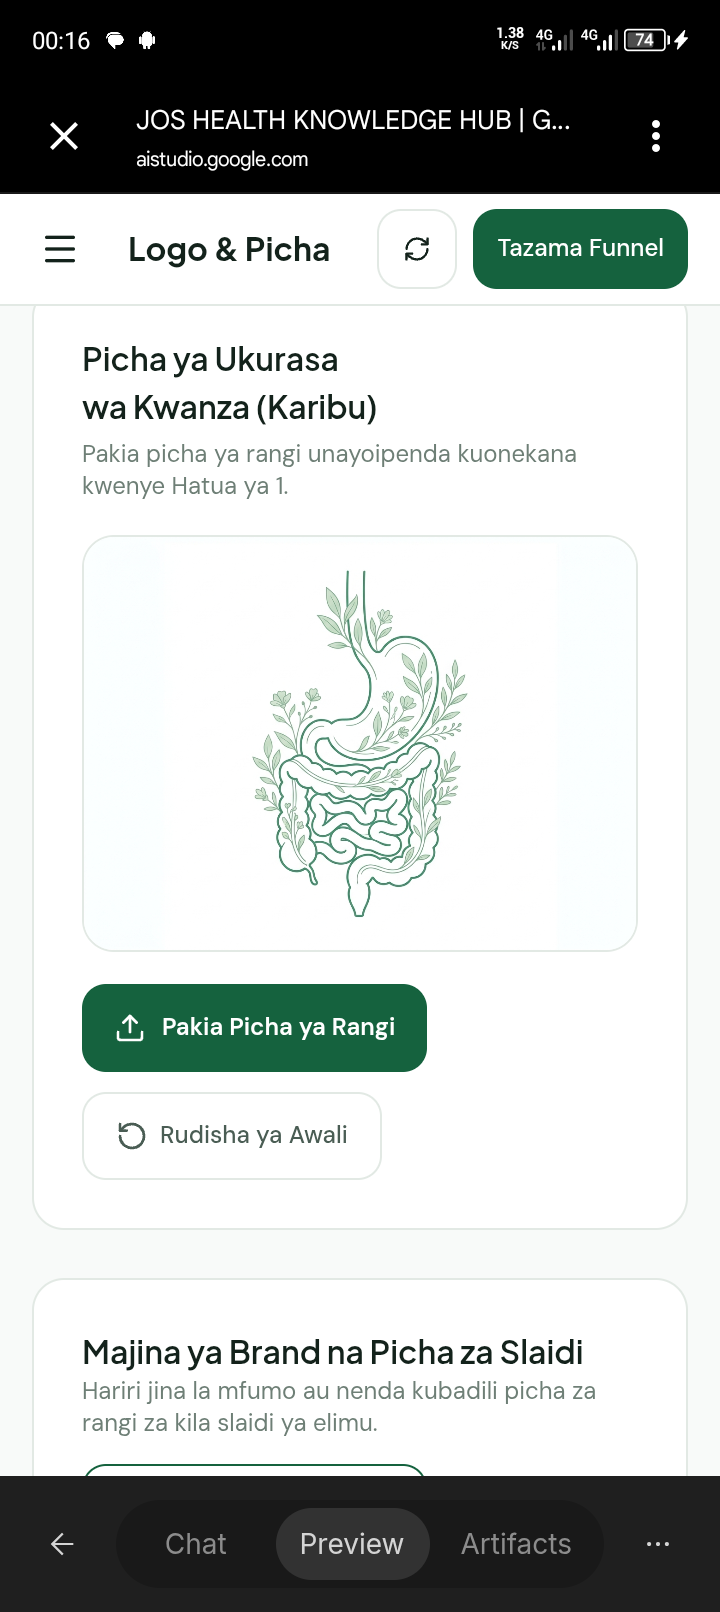 00:16
1.38
K/S
4G
4G
74
JOS HEALTH KNOWLEDGE HUB | G...
aistudio.google.com
Logo & Picha
Tazama Funnel
Picha ya Ukurasa
wa Kwanza (Karibu)
Pakia picha ya rangi unayoipenda kuonekana
kwenye Hatua ya 1.
Pakia Picha ya Rangi
Rudisha ya Awali
Majina ya Brand na Picha za Slaidi
Hariri jina la mfumo au nenda kubadili picha za
rangi za kila slaidi ya elimu.
Chat
Preview
Artifacts